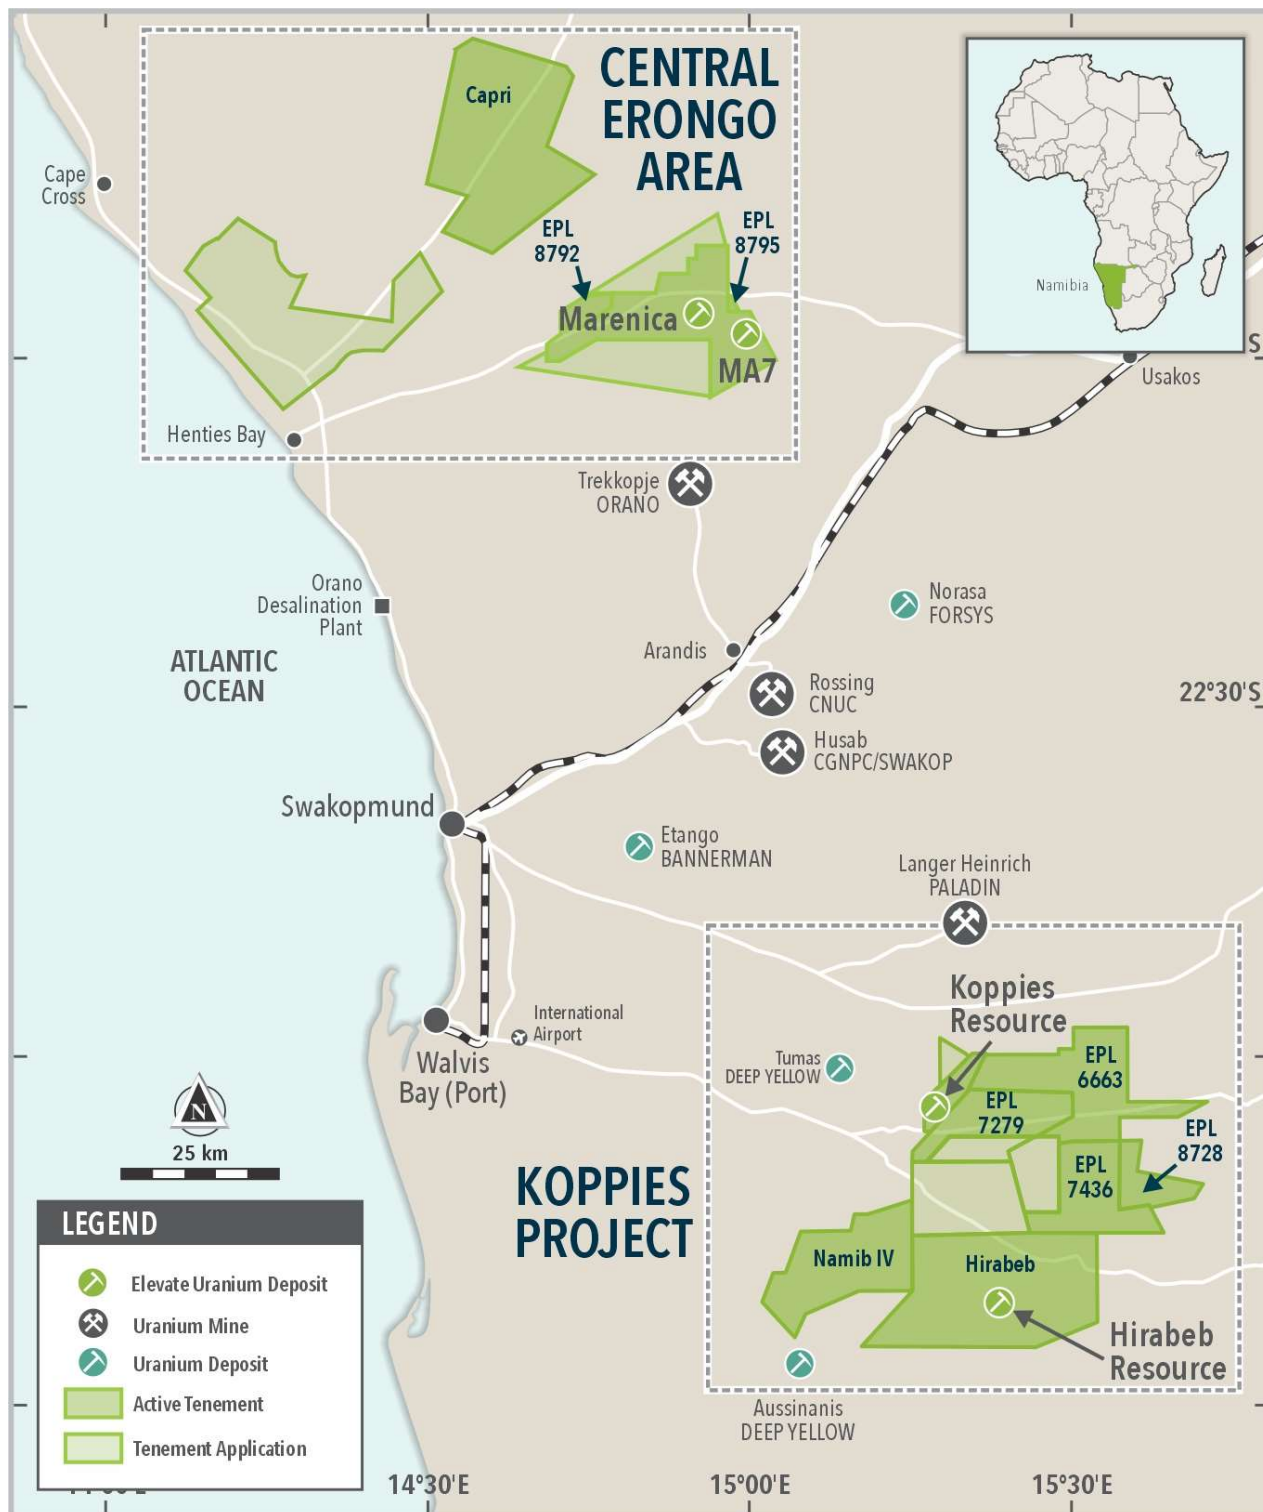 CENTRAL
ERONGO
AREA
Capri
Cape
Cross
EPL
8792
EPL
8795
Marenica
MA7
Namibia
S
Usakos
Henties Bay
Trekkopje
ORANO
Orano
Desalination
Plant
Norasa
FORSYS
ATLANTIC
OCEAN
Arandis
Rossing
CNUC
22°30'S
Husab
CGNPC/SWAKOP
Swakopmund
Etango
BANNERMAN
Langer Heinrich
PALADIN
Koppies
Resource
International
Airport
Walvis
Bay (Port)
Tumas
DEEP YELLOW
EPL
6663
EPL
7279
EPL
8728
EPL
7436
N
25 km
KOPPIES
PROJECT
Namib IV
Hirabeb
Hirabeb
Resource
Aussinanis
DEEP YELLOW
LEGEND
Elevate Uranium Deposit
Uranium Mine
Uranium Deposit
Active Tenement
Tenement Application
14°30'E
15°00'E
15°30'E